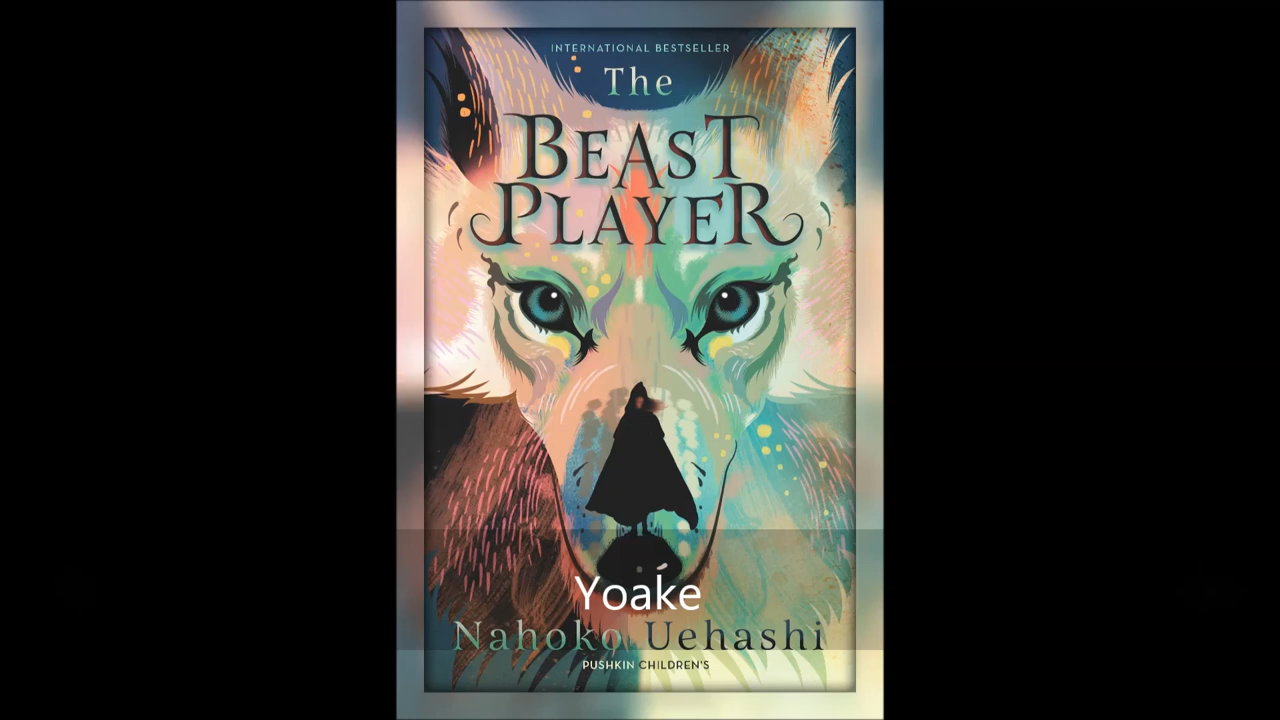 INTERNATIONAL BESTSELLER
The
BEAST
PLAYER
Yoake
Nahoko Uehashi
PUSHKIN CHILDREN'S